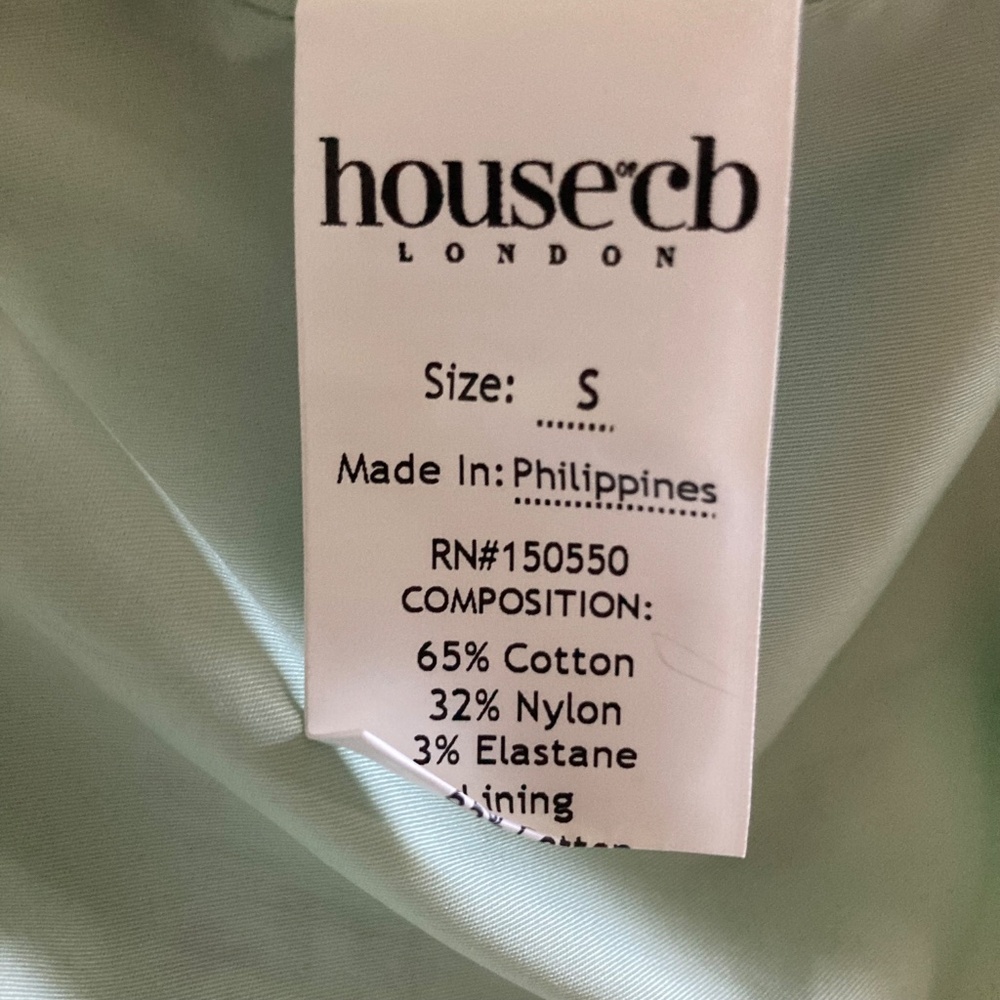 house of cb
LONDON
Size: S
Made In: Philippines
RN#150550
COMPOSITION:
65% Cotton
32% Nylon
3% Elastane
Lining